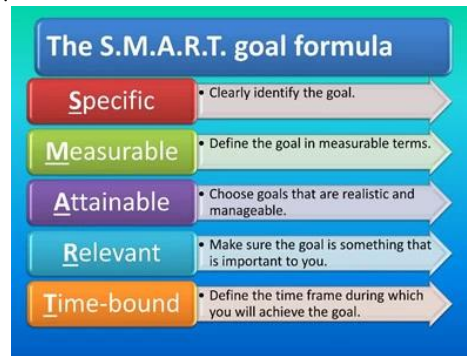 The S.M.A.R.T. goal formula
Specific
• Clearly identify the goal.
Measurable
• Define the goal in measurable terms.
Attainable
• Choose goals that are realistic and
manageable.
Relevant
• Make sure the goal is something that
is important to you.
Time-bound
• Define the time frame during which
you will achieve the goal.